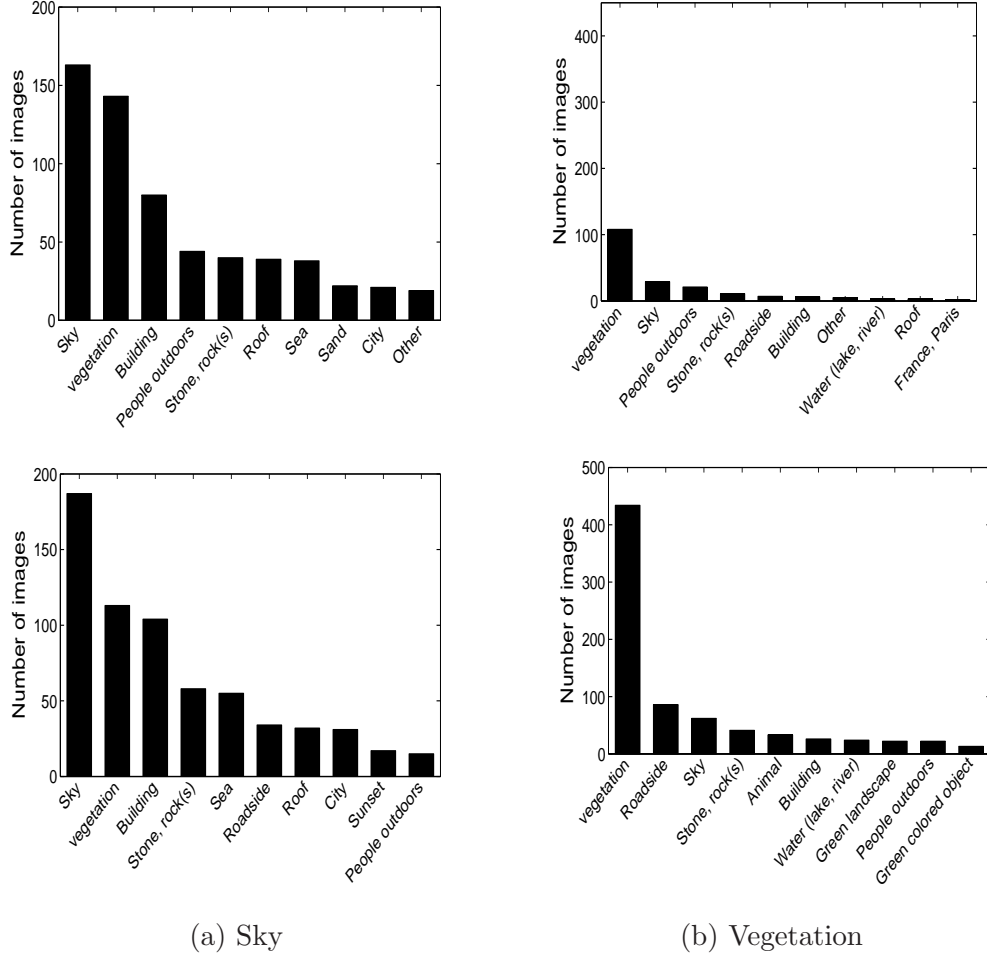 200
150
100
50
0
Number of images
Sky
vegetation
Building
People outdoors
Stone, rock(s)
Roof
Sea
Sand
City
Other
400
300
200
100
0
Number of images
vegetation
Sky
People outdoors
Stone, rock(s)
Roadside
Building
Other
Water (lake, river)
Roof
France, Paris
200
150
100
50
0
Number of images
Sky
vegetation
Building
Stone, rock(s)
Sea
Roadside
Roof
City
Sunset
People outdoors
500
400
300
200
100
0
Number of images
vegetation
Roadside
Sky
Stone, rock(s)
Animal
Building
Water (lake, river)
Green landscape
People outdoors
Green colored object
(a) Sky
(b) Vegetation